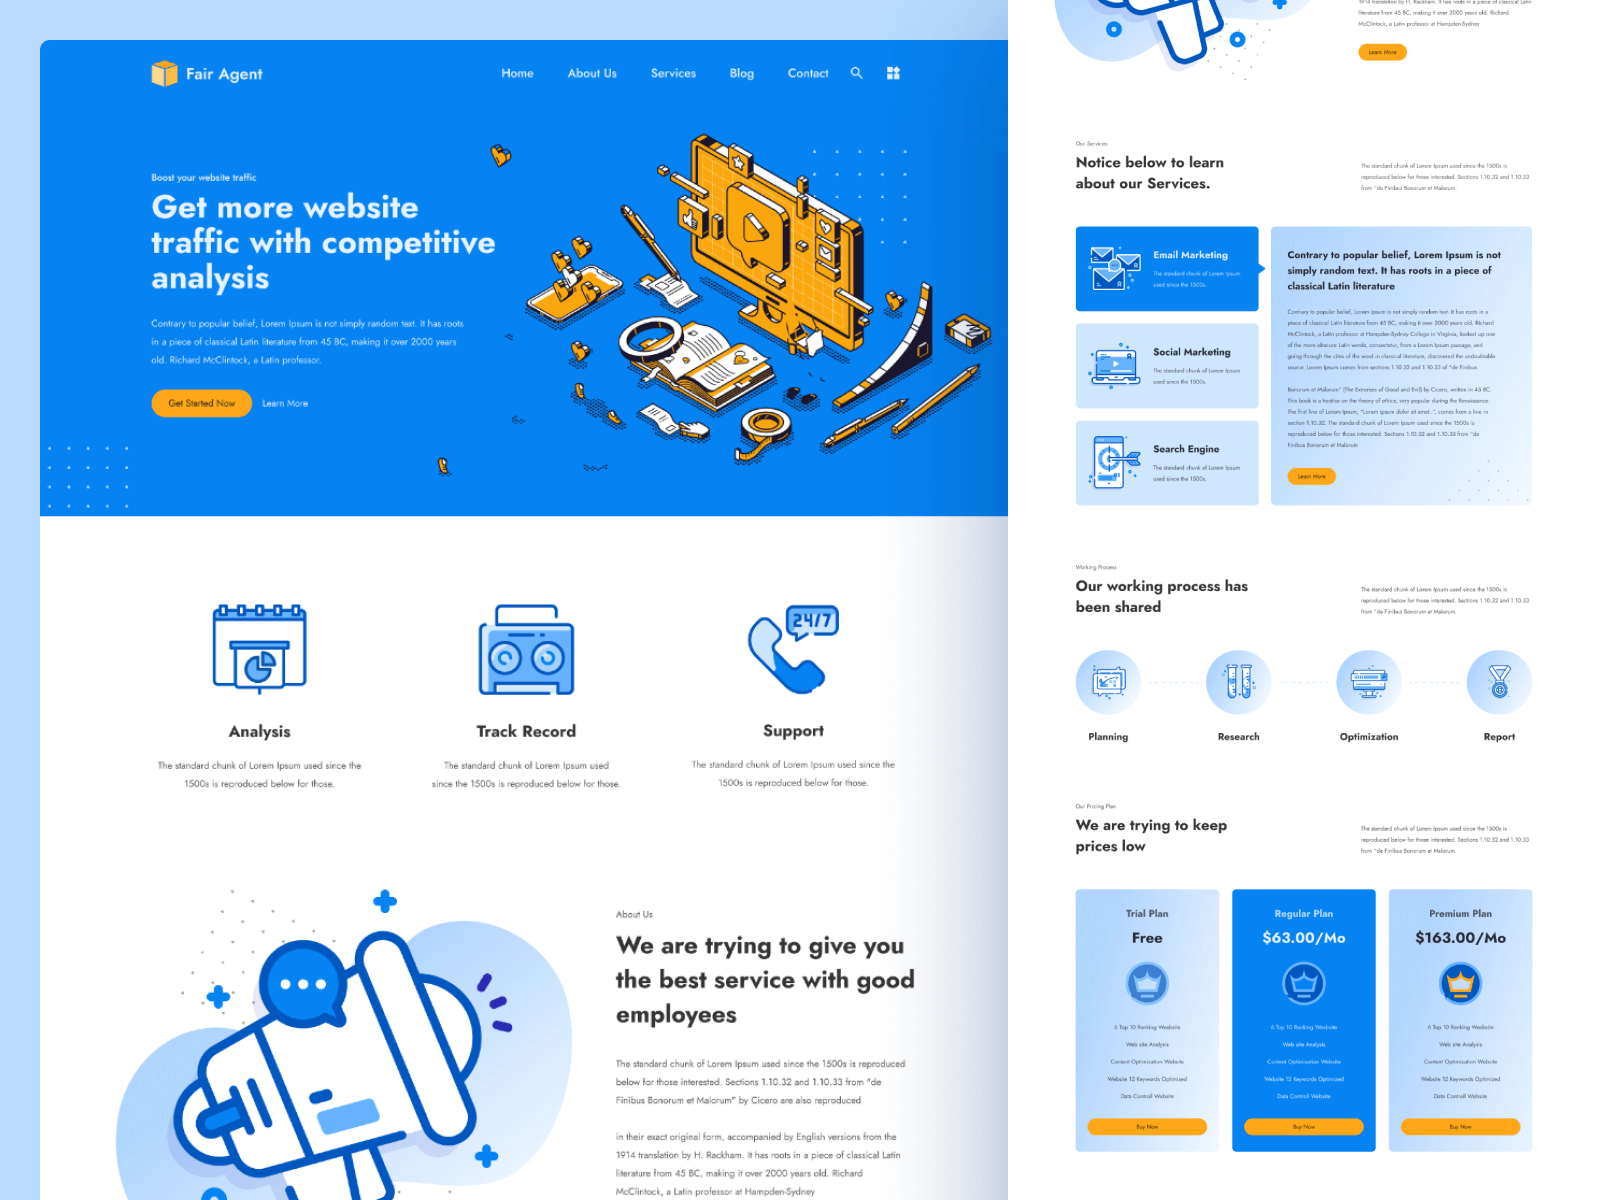 Fair Agent
Home
About Us
Services
Blog
Contact
Boost your website traffic
Get more website
traffic with competitive
analysis
Contrary to popular belief, Lorem Ipsum is not simply random text. It has roots
in a piece of classical Latin literature from 45 BC, making it over 2000 years
old. Richard McClintock, a Latin professor.
Get Started Now
Learn More
24/7
Analysis
The standard chunk of Lorem Ipsum used since the
1500s is reproduced below for those.
Track Record
The standard chunk of Lorem Ipsum used
since the 1500s is reproduced below for those.
Support
The standard chunk of Lorem Ipsum used since the
1500s is reproduced below for those.
About Us
We are trying to give you
the best service with good
employees
The standard chunk of Lorem Ipsum used since the 1500s is reproduced
below for those interested. Sections 1.10.32 and 1.10.33 from "de
Finibus Bonorum et Malorum" by Cicero are also reproduced
in their exact original form, accompanied by English versions from the
1914 translation by H. Rackham. It has roots in a piece of classical Latin
literature from 45 BC, making it over 2000 years old. Richard
McClintock, a Latin professor at Hampden-Sydney
1914 translation by H. Rackham. It has roots in a piece of classical Latin
literature from 45 BC, making it over 2000 years old. Richard
McClintock, a Latin professor at Hampden-Sydney
Learn More
Our Services
Notice below to learn
about our Services.
The standard chunk of Lorem Ipsum used since the 1500s is
reproduced below for those interested. Sections 1.10.32 and 1.10.33
from "de Finibus Bonorum et Malorum.
Email Marketing
The standard chunk of Lorem Ipsum
used since the 1500s.
Social Marketing
The standard chunk of Lorem Ipsum
used since the 1500s.
Search Engine
The standard chunk of Lorem Ipsum
used since the 1500s.
Contrary to popular belief, Lorem Ipsum is not
simply random text. It has roots in a piece of
classical Latin literature
Contrary to popular belief, Lorem Ipsum is not simply random text. It has roots in a
piece of classical Latin literature from 45 BC, making it over 2000 years old. Richard
McClintock, a Latin professor at Hampden-Sydney College in Virginia, looked up one
of the more obscure Latin words, consectetur, from a Lorem Ipsum passage, and
going through the cites of the word in classical literature, discovered the undoubtable
source. Lorem Ipsum comes from sections 1.10.32 and 1.10.33 of "de Finibus
Bonorum et Malorum" (The Extremes of Good and Evil) by Cicero, written in 45 BC.
This book is a treatise on the theory of ethics, very popular during the Renaissance.
The first line of Lorem Ipsum, "Lorem ipsum dolor sit amet..", comes from a line in
section 1.10.32. The standard chunk of Lorem Ipsum used since the 1500s is
reproduced below for those interested. Sections 1.10.32 and 1.10.33 from "de
Finibus Bonorum et Malorum
Learn More
Working Process
Our working process has
been shared
The standard chunk of Lorem Ipsum used since the 1500s is
reproduced below for those interested. Sections 1.10.32 and 1.10.33
from "de Finibus Bonorum et Malorum.
Planning
Research
Optimization
Report
Our Pricing Plan
We are trying to keep
prices low
The standard chunk of Lorem Ipsum used since the 1500s is
reproduced below for those interested. Sections 1.10.32 and 1.10.33
from "de Finibus Bonorum et Malorum.
Trial Plan
Free
6 Top 10 Ranking Wesbsite
Web site Analysis
Content Optimization Website
Website 12 Keywords Optimized
Data Controll Website
Buy Now
Regular Plan
$63.00/Mo
6 Top 10 Ranking Wesbsite
Web site Analysis
Content Optimization Website
Website 12 Keywords Optimized
Data Controll Website
Buy Now
Premium Plan
$163.00/Mo
6 Top 10 Ranking Wesbsite
Web site Analysis
Content Optimization Website
Website 12 Keywords Optimized
Data Controll Website
Buy Now